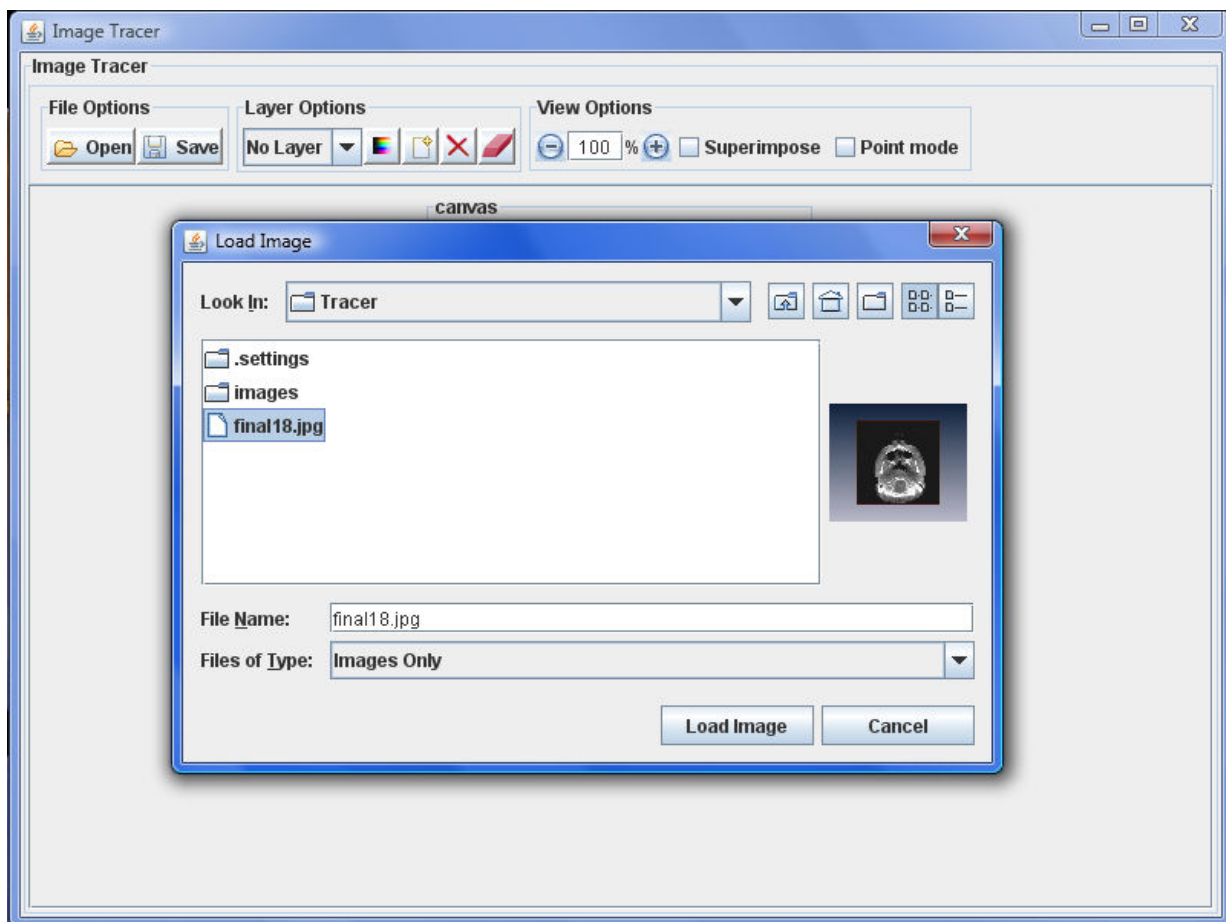 Image Tracer
Image Tracer
File Options Layer Options View Options
Open Save No Layer 100 % Superimpose Point mode
canvas
Load Image
Look In: Tracer
.settings
images
final18.jpg
File Name: final18.jpg
Files of Type: Images Only
Load Image Cancel